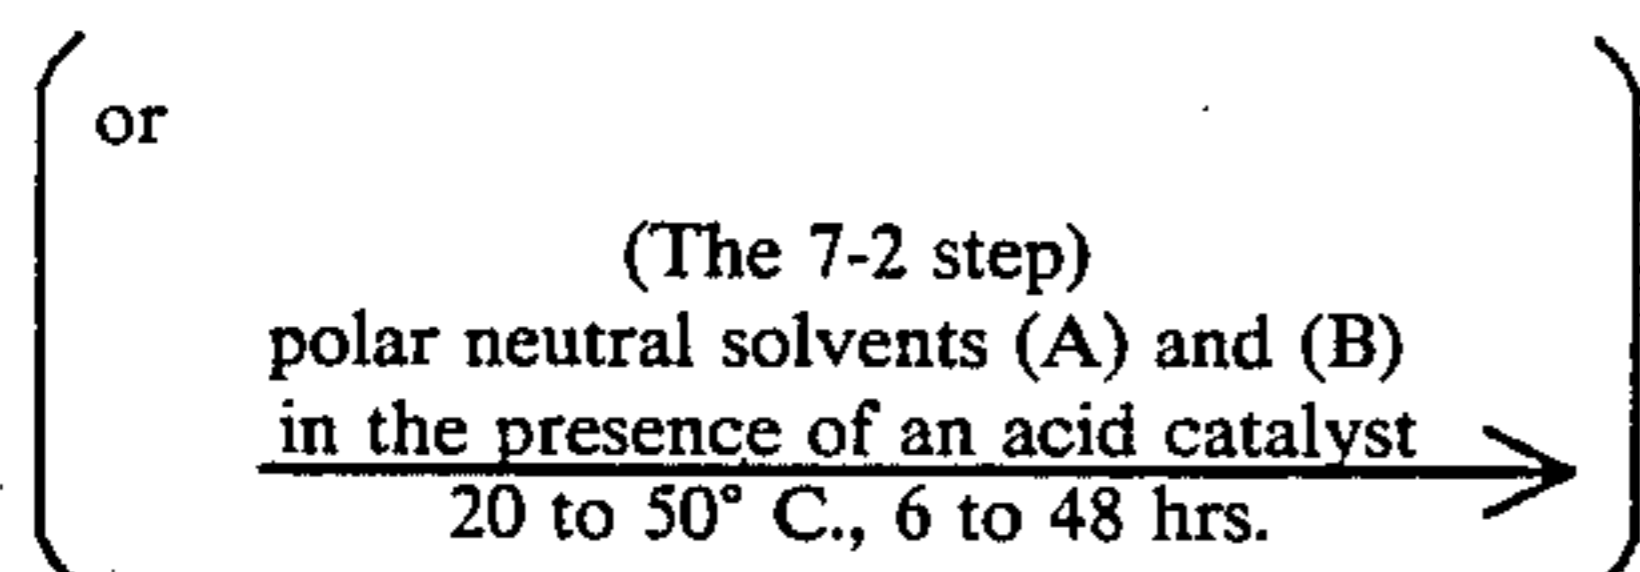 or
(The 7-2 step)
polar neutral solvents (A) and (B)
in the presence of an acid catalyst
20 to 50° C., 6 to 48 hrs.